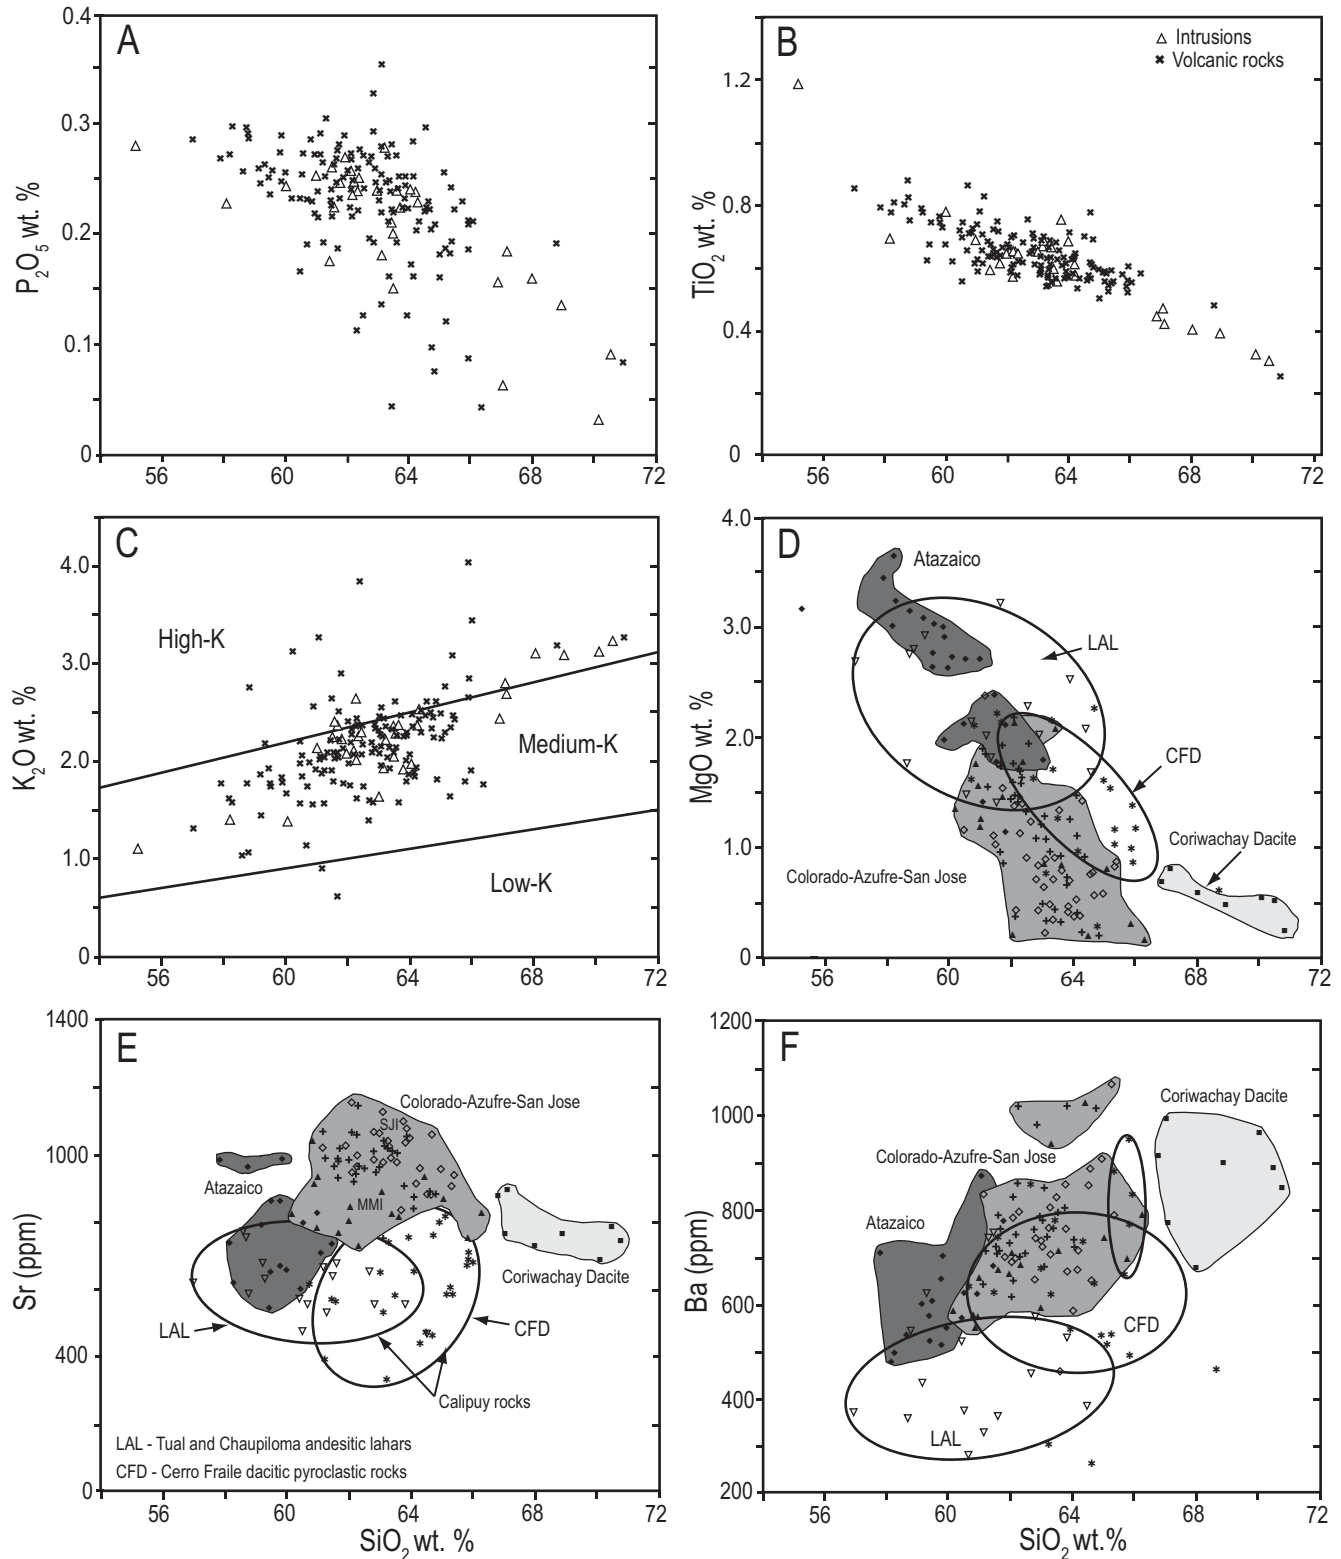 A
0.4
0.3
0.2
0.1
0
P2O5 wt. %
56
60
64
68
72
B
Intrusions
Volcanic rocks
1.2
0.8
0.4
0
TiO2 wt. %
56
60
64
68
72
C
4.0
3.0
2.0
1.0
0
K2O wt. %
High-K
Medium-K
Low-K
56
60
64
68
72
D
4.0
3.0
2.0
1.0
0
MgO wt. %
Atazaico
LAL
CFD
Coriwachay Dacite
Colorado-Azufre-San Jose
56
60
64
68
72
E
1400
1000
400
0
Sr (ppm)
Colorado-Azufre-San Jose
SJI
Atazaico
MMI
Coriwachay Dacite
LAL
CFD
Calipuy rocks
LAL - Tual and Chaupiloma andesitic lahars
CFD - Cerro Fraile dacitic pyroclastic rocks
56
60
64
68
72
SiO2 wt. %
F
1200
1000
800
600
400
200
Ba (ppm)
Coriwachay Dacite
Colorado-Azufre-San Jose
Atazaico
CFD
LAL
56
60
64
68
72
SiO2 wt.%